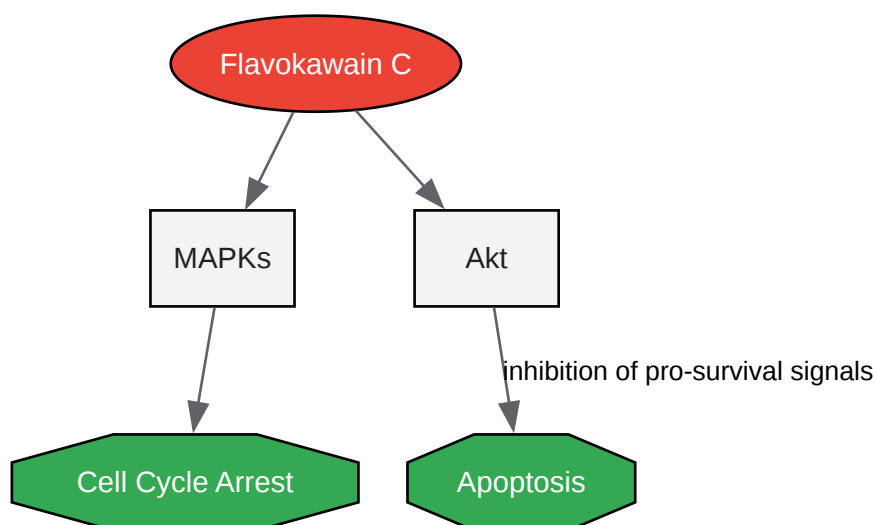 Flavokawain C
MAPKs
Akt
inhibition of pro-survival signals
Cell Cycle Arrest
Apoptosis